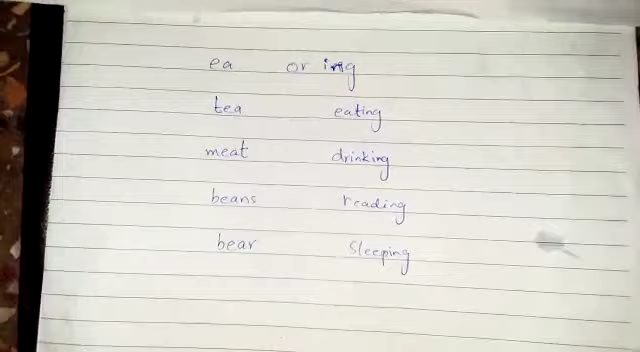 ea or ing
tea eating
meat drinking
beans reading
bear sleeping